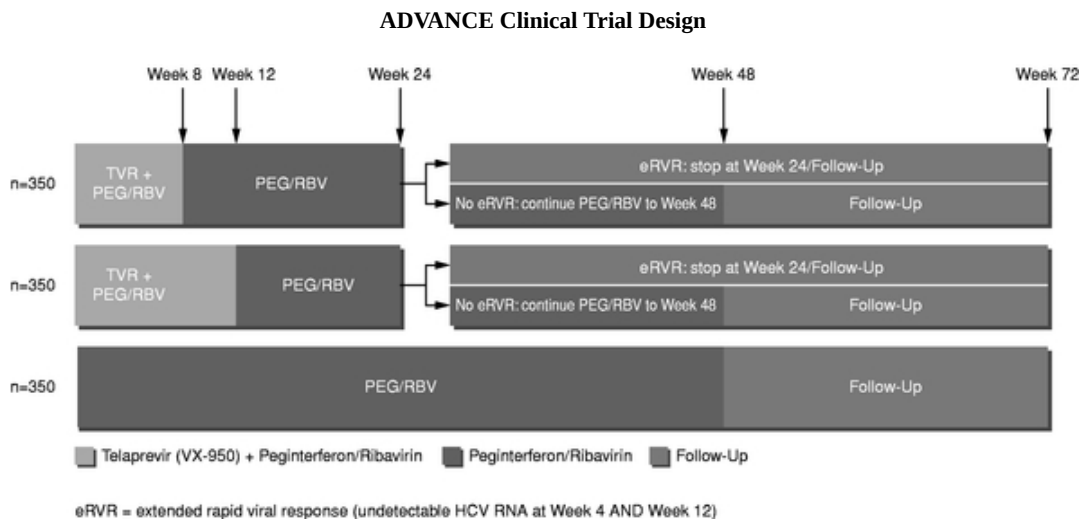 ADVANCE Clinical Trial Design
Week 8 Week 12 Week 24 Week 48 Week 72
n=350
TVR +
PEG/RBV
PEG/RBV
eRVR: stop at Week 24/Follow-Up
No eRVR: continue PEG/RBV to Week 48
Follow-Up
n=350
TVR +
PEG/RBV
PEG/RBV
eRVR: stop at Week 24/Follow-Up
No eRVR: continue PEG/RBV to Week 48
Follow-Up
n=350
PEG/RBV
Follow-Up
Telaprevir (VX-950) + Peginterferon/Ribavirin Peginterferon/Ribavirin Follow-Up
eRVR = extended rapid viral response (undetectable HCV RNA at Week 4 AND Week 12)